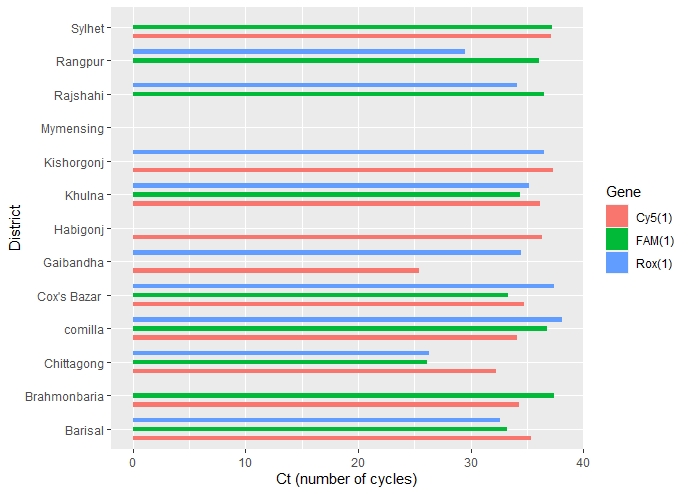 Sylhet
Rangpur
Rajshahi
Mymensing
Kishorgonj
Khulna
Habigonj
Gaibandha
Cox's Bazar
comilla
Chittagong
Brahmonbaria
Barisal
District
0 10 20 30 40
Ct (number of cycles)
Gene
Cy5(1)
FAM(1)
Rox(1)